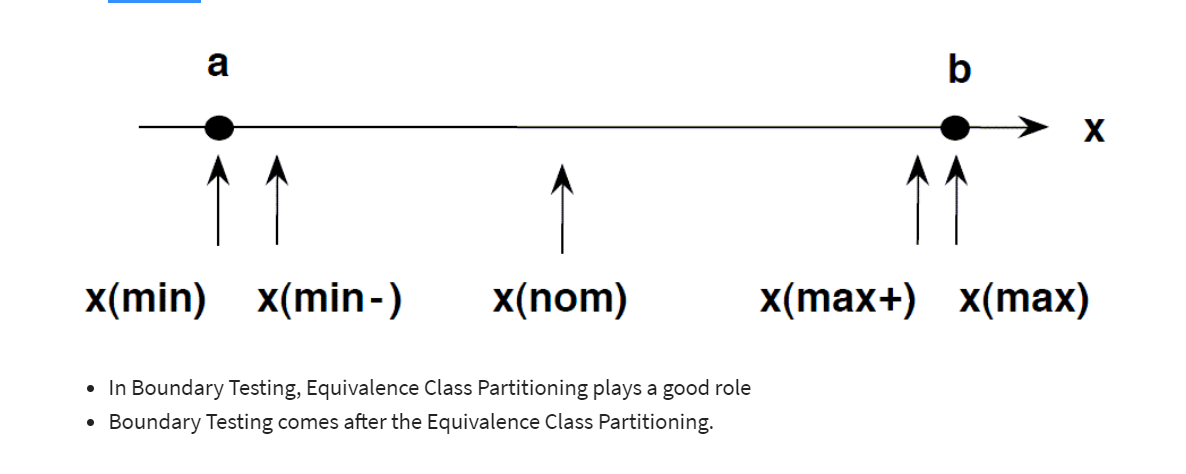 a b
x
x(min) x(min-) x(nom) x(max+) x(max)
• In Boundary Testing, Equivalence Class Partitioning plays a good role
• Boundary Testing comes after the Equivalence Class Partitioning.